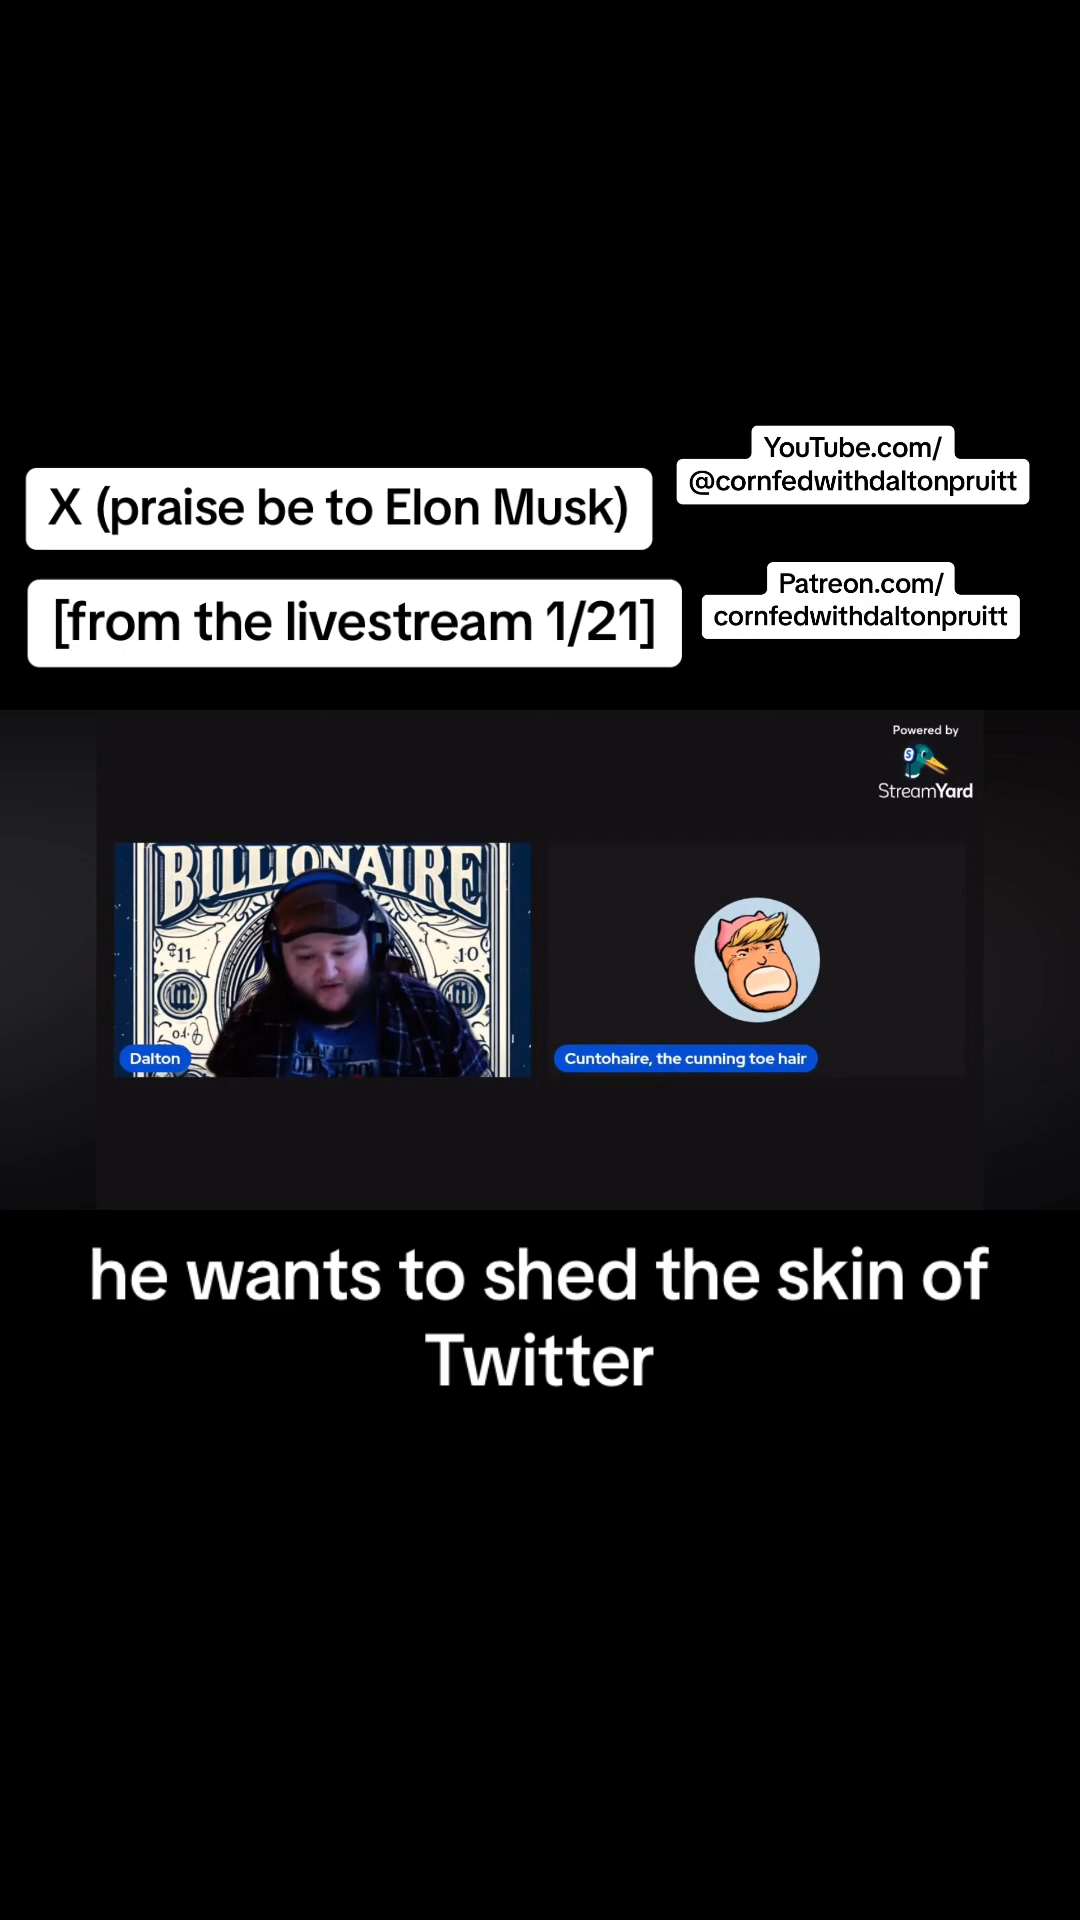 X (praise be to Elon Musk)
[from the livestream 1/21]
YouTube.com/
@cornfedwithdaltonpruitt
Patreon.com/
cornfedwithdaltonpruitt
Powered by
StreamYard
BILLIONAIRE
Dalton
Cuntohaire, the cunning toe hair
he wants to shed the skin of
Twitter